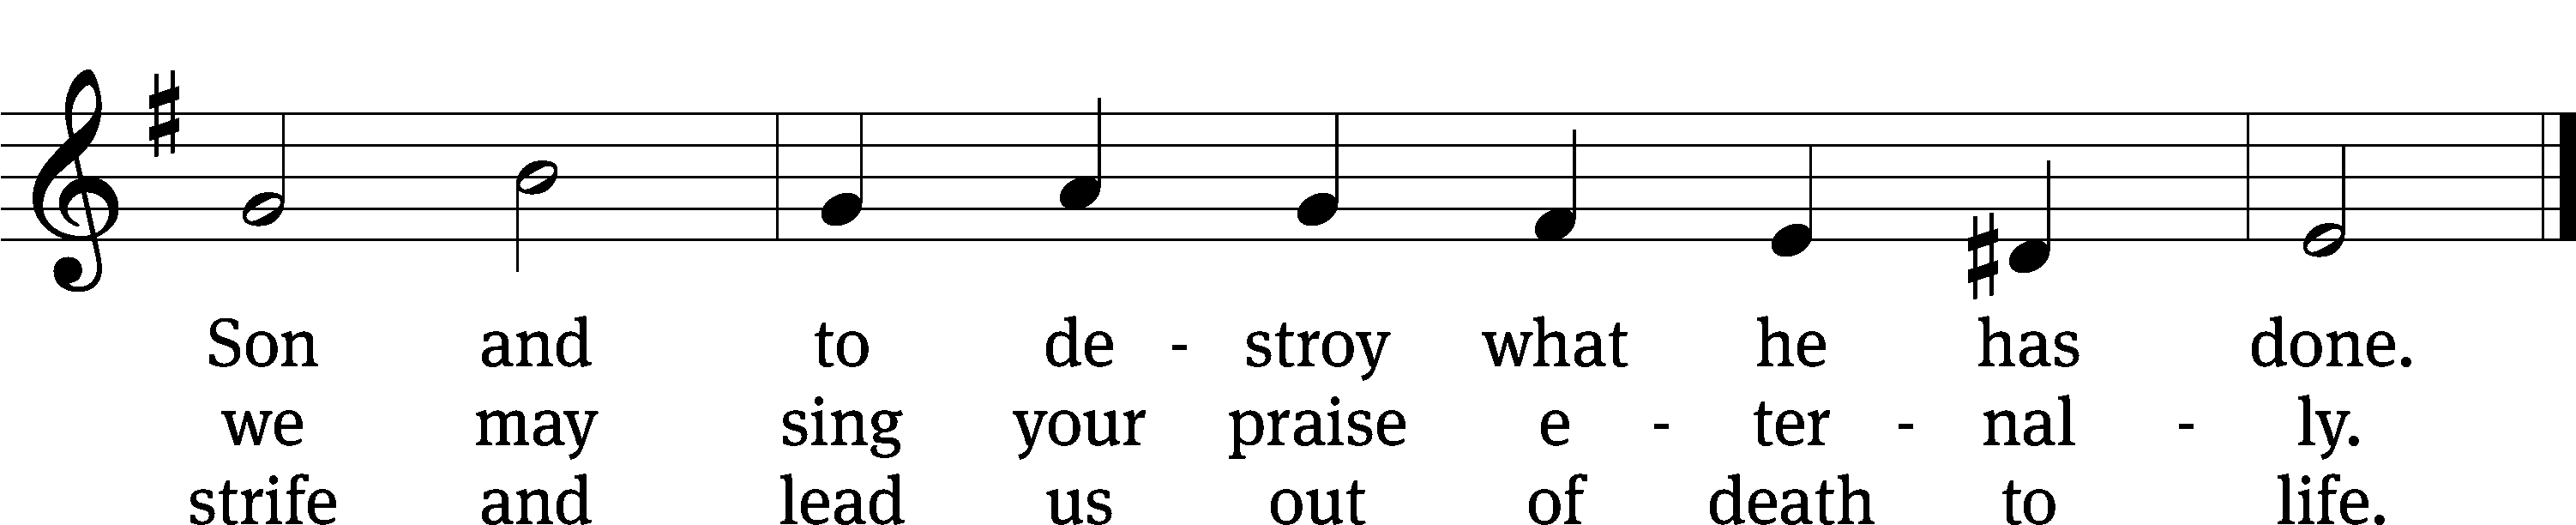 Son and to de - stroy what he has done.
we may sing your praise e - ter - nal - ly.
strife and lead us out of death to life.